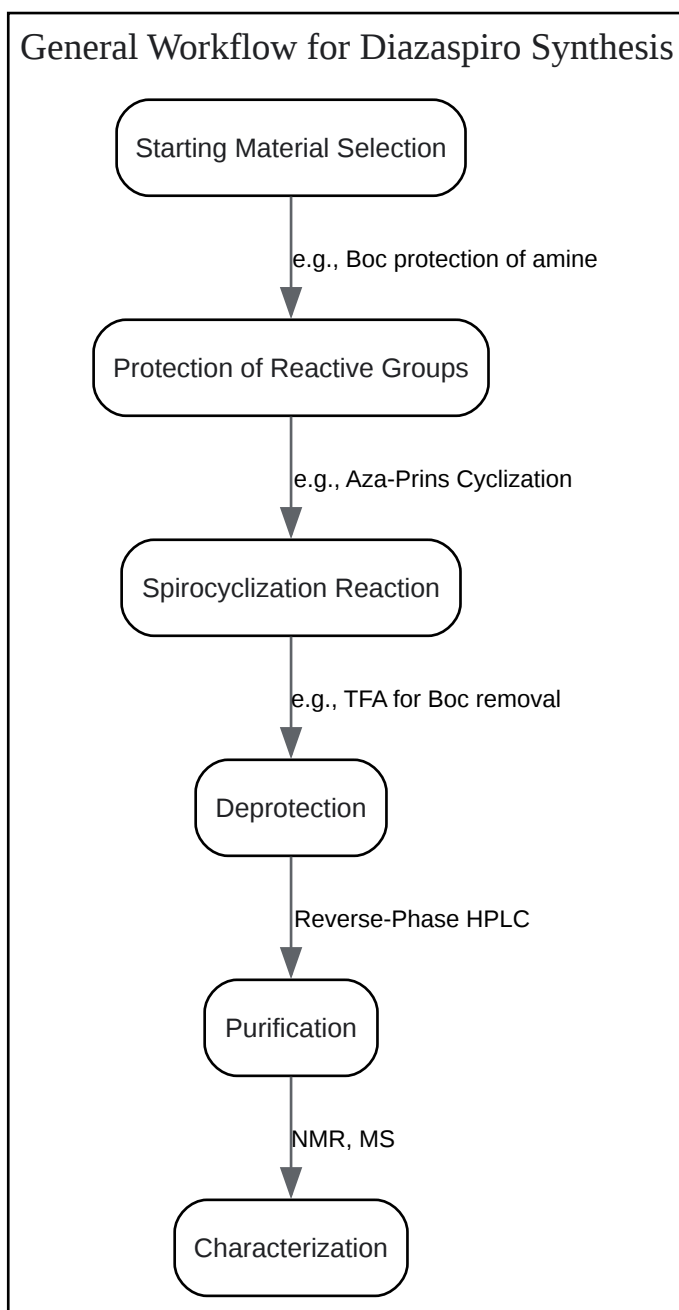 General Workflow for Diazaspiro Synthesis
Starting Material Selection
e.g., Boc protection of amine
Protection of Reactive Groups
e.g., Aza-Prins Cyclization
Spirocyclization Reaction
e.g., TFA for Boc removal
Deprotection
Reverse-Phase HPLC
Purification
NMR, MS
Characterization